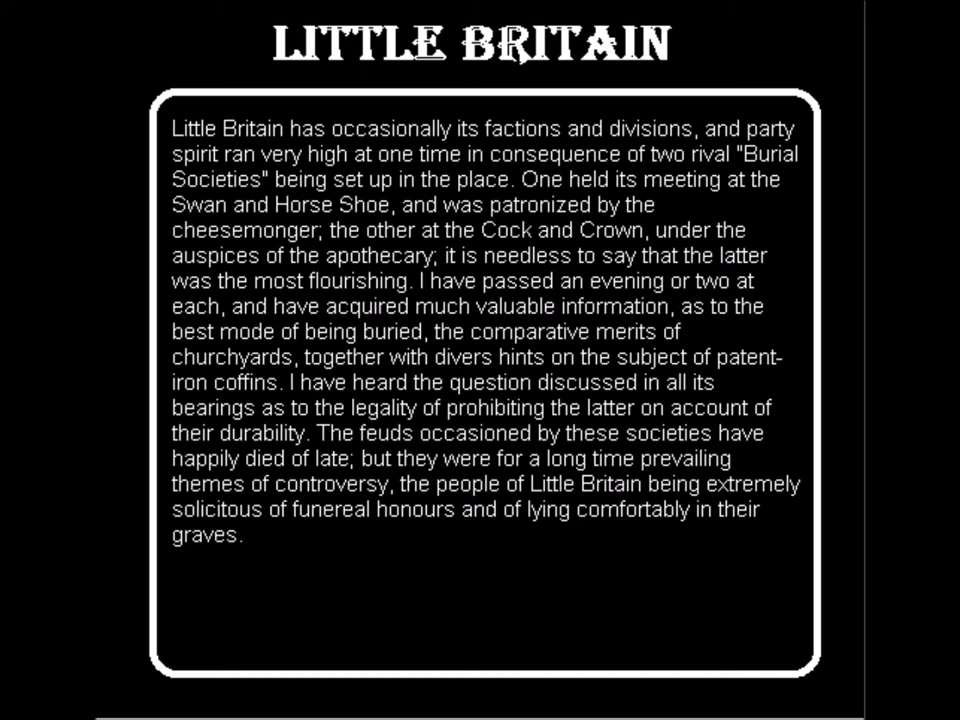 LITTLE BRITAIN
Little Britain has occasionally its factions and divisions, and party
spirit ran very high at one time in consequence of two rival "Burial
Societies" being set up in the place. One held its meeting at the
Swan and Horse Shoe, and was patronized by the
cheesemonger; the other at the Cock and Crown, under the
auspices of the apothecary; it is needless to say that the latter
was the most flourishing. I have passed an evening or two at
each, and have acquired much valuable information, as to the
best mode of being buried, the comparative merits of
churchyards, together with divers hints on the subject of patent-
iron coffins. I have heard the question discussed in all its
bearings as to the legality of prohibiting the latter on account of
their durability. The feuds occasioned by these societies have
happily died of late; but they were for a long time prevailing
themes of controversy, the people of Little Britain being extremely
solicitous of funereal honours and of lying comfortably in their
graves.